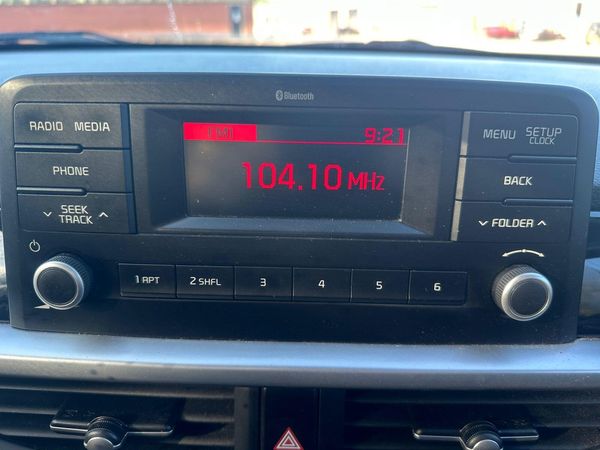 Bluetooth
RADIO MEDIA
PHONE
SEEK
TRACK
9:21
104.10 MHz
MENU SETUP
CLOCK
BACK
FOLDER
1 RPT 2 SHFL 3 4 5 6